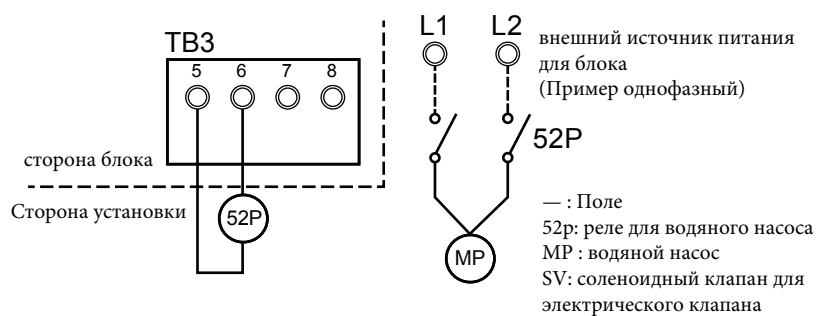 TB3
5 6 7 8
сторона блока
Сторона установки
52P
L1 L2
внешний источник питания
для блока
(Пример однофазный)
52P
MP
— : Поле
52р: реле для водяного насоса
MP : водяной насос
SV: соленоидный клапан для
электрического клапана